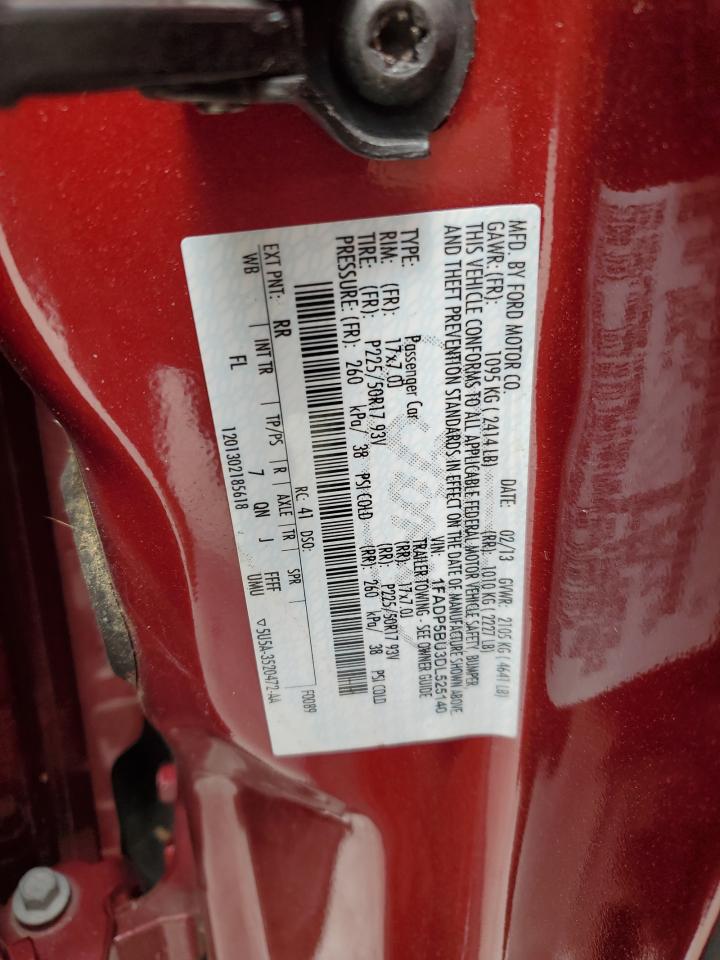 MFD. BY FORD MOTOR CO.
DATE: 02/13 GVWR: 2105 KG ( 4641 LB)
GAWR: (FR): 1095 KG ( 2414 LB) (RR): 1010 KG ( 2227 LB)
THIS VEHICLE CONFORMS TO ALL APPLICABLE FEDERAL MOTOR VEHICLE SAFETY, BUMPER,
AND THEFT PREVENTION STANDARDS IN EFFECT ON THE DATE OF MANUFACTURE SHOWN ABOVE.
VIN: 1FADP5BU3DL525140
TYPE: Passenger Car TRAILER TOWING - SEE OWNER GUIDE
RIM: (FR): 17x7.0J (RR): 17x7.0J
TIRE: (FR): P225/50R17 93V (RR): P225/50R17 93V
PRESSURE: (FR): 260 kPa/ 38 PSI COLD (RR): 260 kPa/ 38 PSI COLD
RC: 41 DSO: F0089
EXT PNT: RR SPR
WB INT TR TP/PS R AXLE TR
FL 7 QN J FFFF
1201302185618 UMU ▽5U5A-3520472-AA